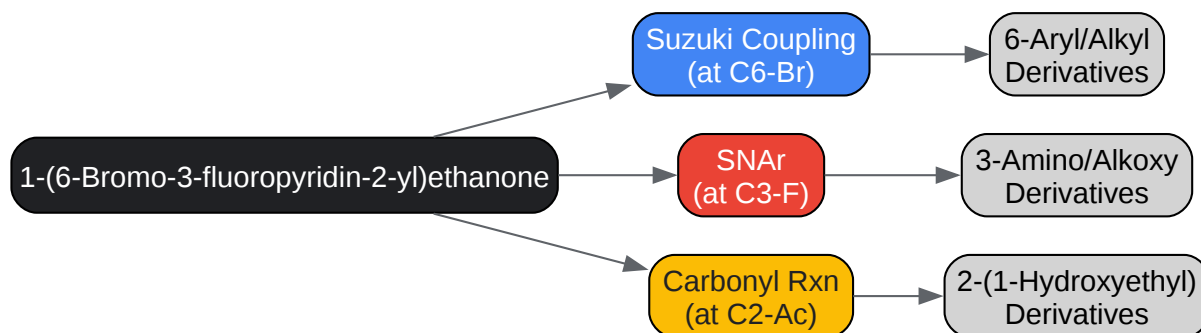 Suzuki Coupling
(at C6-Br)
6-Aryl/Alkyl
Derivatives
1-(6-Bromo-3-fluoropyridin-2-yl)ethanone
SNAr
(at C3-F)
3-Amino/Alkoxy
Derivatives
Carbonyl Rxn
(at C2-Ac)
2-(1-Hydroxyethyl)
Derivatives